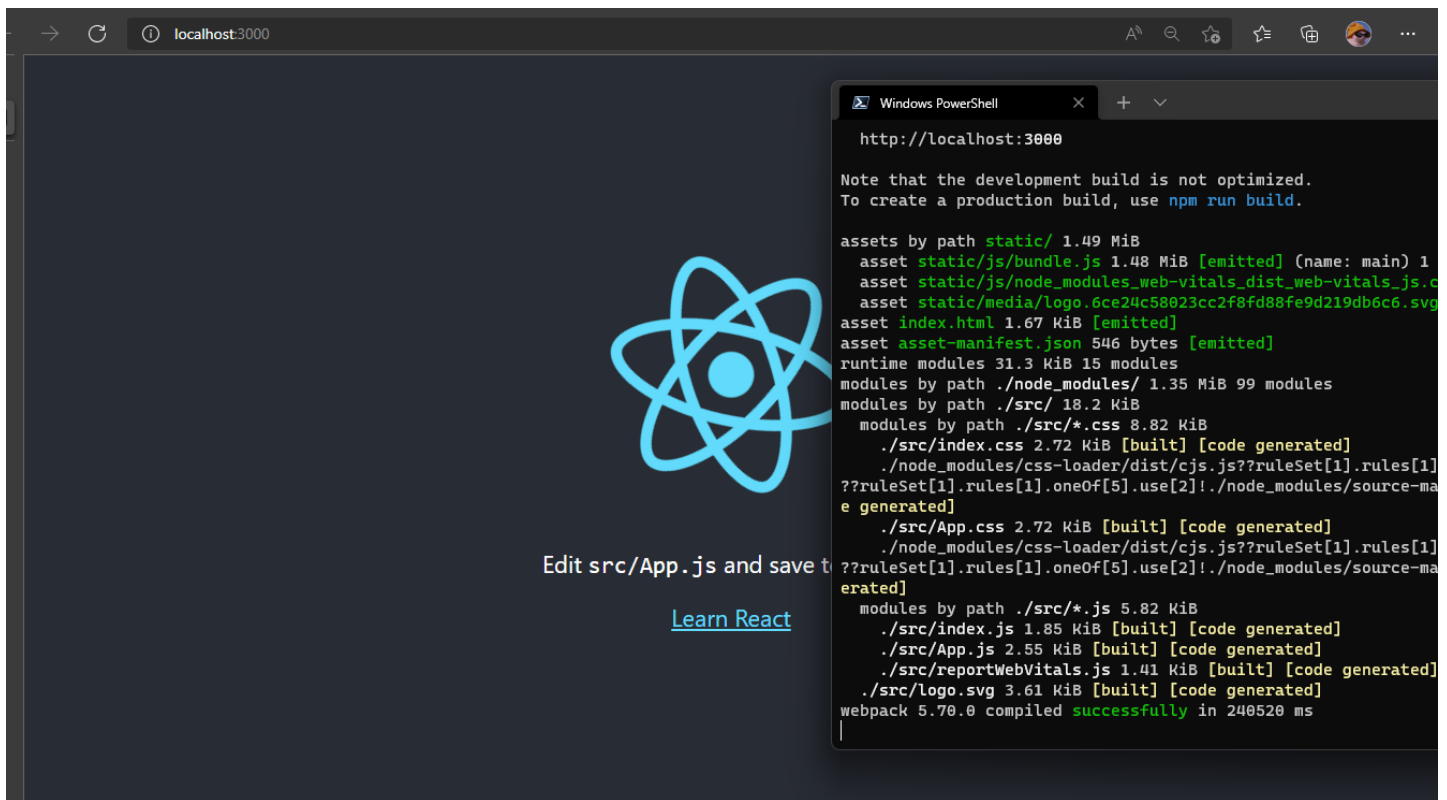 localhost:3000
Windows PowerShell
http://localhost:3000
Note that the development build is not optimized.
To create a production build, use npm run build.
assets by path static/ 1.49 MiB
asset static/js/bundle.js 1.48 MiB [emitted] (name: main) 1
asset static/js/node_modules_web-vitals_dist_web-vitals_js.c
asset static/media/logo.6ce24c58023cc2f8fd88fe9d219db6c6.svg
asset index.html 1.67 KiB [emitted]
asset asset-manifest.json 546 bytes [emitted]
runtime modules 31.3 KiB 15 modules
modules by path ./node_modules/ 1.35 MiB 99 modules
modules by path ./src/ 18.2 KiB
modules by path ./src/*.css 8.82 KiB
./src/index.css 2.72 KiB [built] [code generated]
./node_modules/css-loader/dist/cjs.js??ruleSet[1].rules[1]
??ruleSet[1].rules[1].oneOf[5].use[2]!./node_modules/source-ma
e generated]
./src/App.css 2.72 KiB [built] [code generated]
./node_modules/css-loader/dist/cjs.js??ruleSet[1].rules[1]
??ruleSet[1].rules[1].oneOf[5].use[2]!./node_modules/source-ma
erated]
modules by path ./src/*.js 5.82 KiB
./src/index.js 1.85 KiB [built] [code generated]
./src/App.js 2.55 KiB [built] [code generated]
./src/reportWebVitals.js 1.41 KiB [built] [code generated]
./src/logo.svg 3.61 KiB [built] [code generated]
webpack 5.70.0 compiled successfully in 240520 ms
Edit src/App.js and save t
Learn React